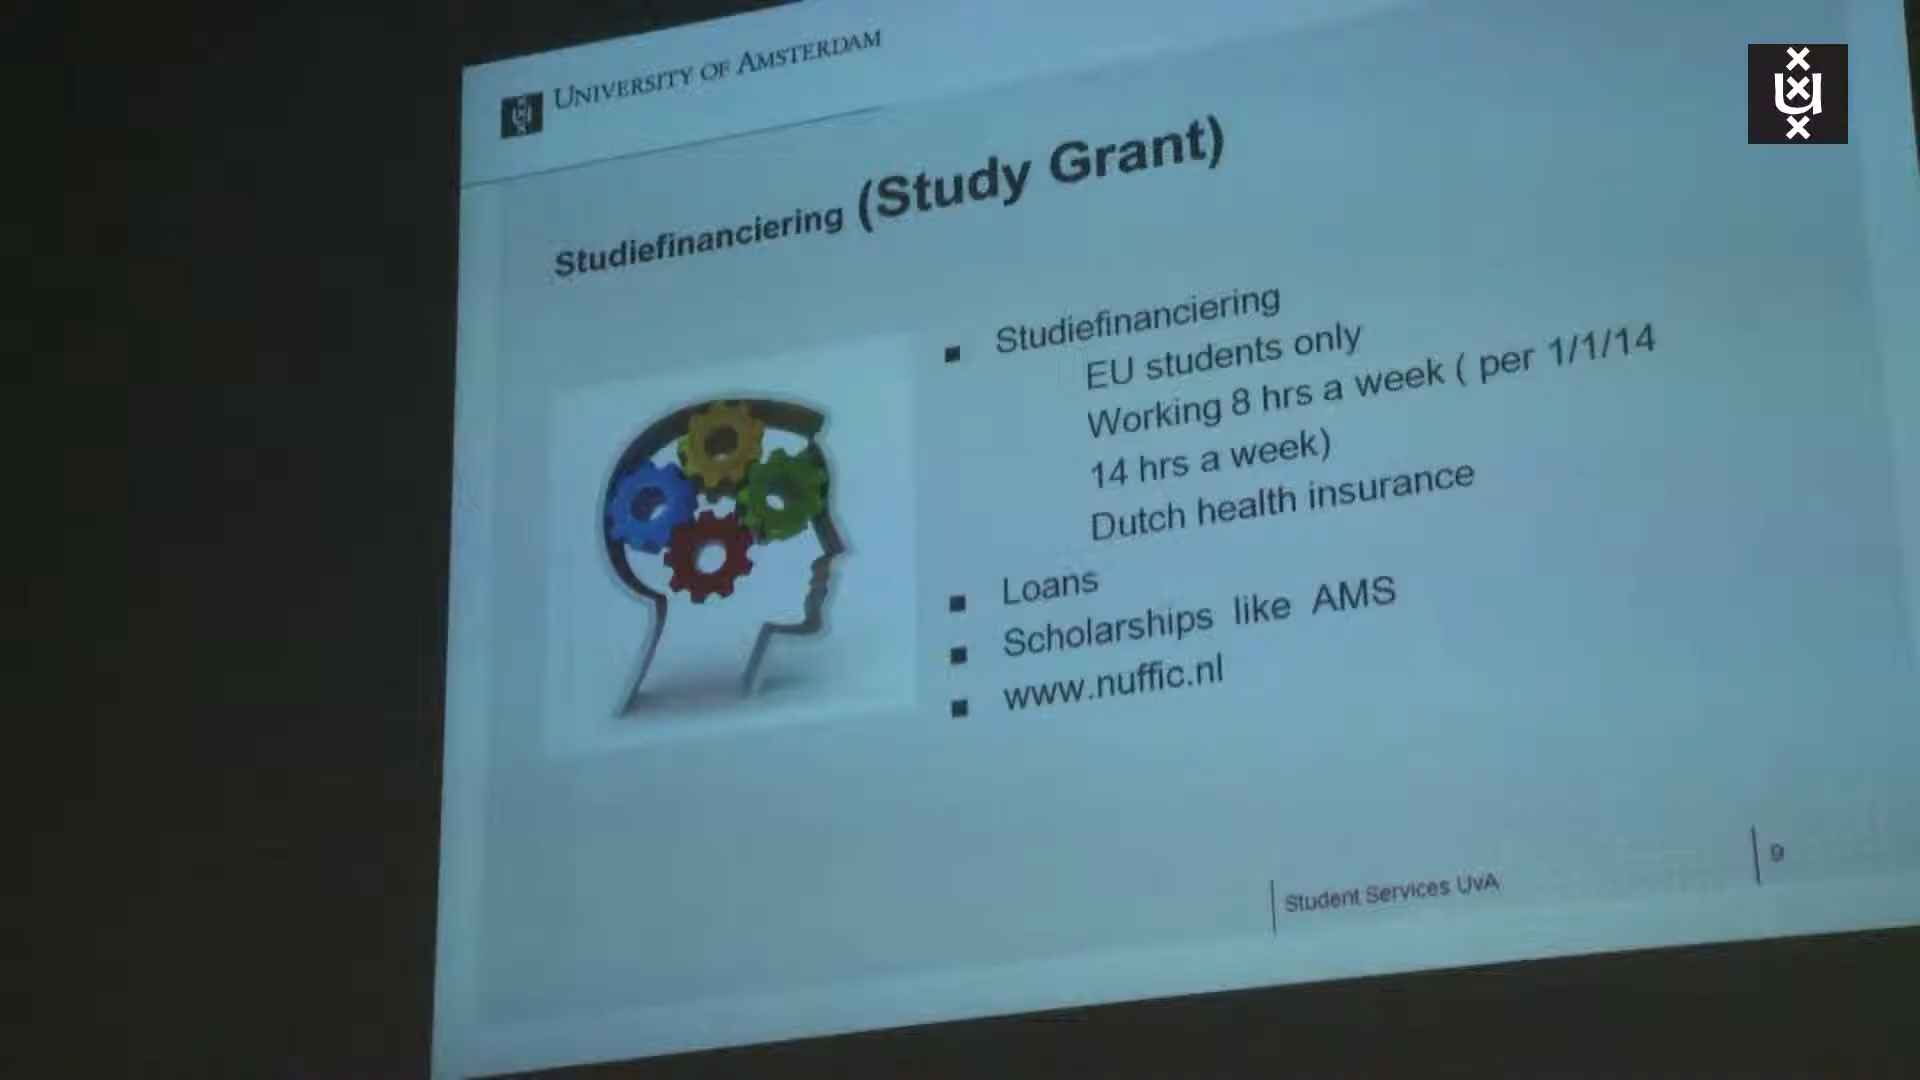 UNIVERSITY OF AMSTERDAM
Studiefinanciering (Study Grant)
Studiefinanciering
EU students only
Working 8 hrs a week ( per 1/1/14
14 hrs a week)
Dutch health insurance
Loans
Scholarships like AMS
www.nuffic.nl
Student Services UvA
9